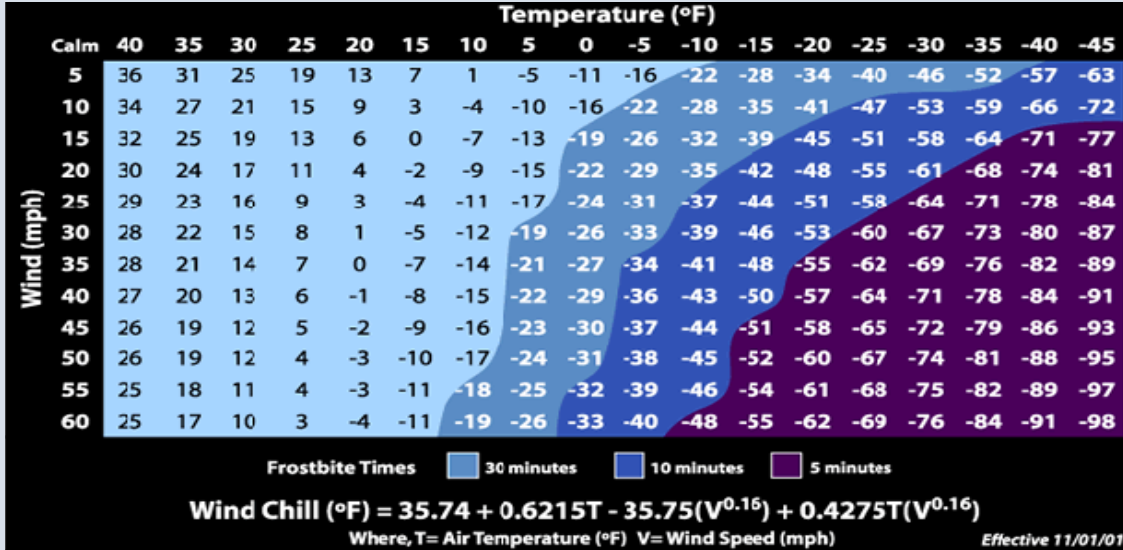 Temperature (ºF)
Calm 40 35 30 25 20 15 10 5 0 -5 -10 -15 -20 -25 -30 -35 -40 -45
5 36 31 25 19 13 7 1 -5 -11 -16 -22 -28 -34 -40 -46 -52 -57 -63
10 34 27 21 15 9 3 -4 -10 -16 -22 -28 -35 -41 -47 -53 -59 -66 -72
15 32 25 19 13 6 0 -7 -13 -19 -26 -32 -39 -45 -51 -58 -64 -71 -77
20 30 24 17 11 4 -2 -9 -15 -22 -29 -35 -42 -48 -55 -61 -68 -74 -81
25 29 23 16 9 3 -4 -11 -17 -24 -31 -37 -44 -51 -58 -64 -71 -78 -84
30 28 22 15 8 1 -5 -12 -19 -26 -33 -39 -46 -53 -60 -67 -73 -80 -87
35 28 21 14 7 0 -7 -14 -21 -27 -34 -41 -48 -55 -62 -69 -76 -82 -89
40 27 20 13 6 -1 -8 -15 -22 -29 -36 -43 -50 -57 -64 -71 -78 -84 -91
45 26 19 12 5 -2 -9 -16 -23 -30 -37 -44 -51 -58 -65 -72 -79 -86 -93
50 26 19 12 4 -3 -10 -17 -24 -31 -38 -45 -52 -60 -67 -74 -81 -88 -95
55 25 18 11 4 -3 -11 -18 -25 -32 -39 -46 -54 -61 -68 -75 -82 -89 -97
60 25 17 10 3 -4 -11 -19 -26 -33 -40 -48 -55 -62 -69 -76 -84 -91 -98
Wind (mph)
Frostbite Times 30 minutes 10 minutes 5 minutes
Wind Chill (ºF) = 35.74 + 0.6215T - 35.75(V^0.16) + 0.4275T(V^0.16)
Where, T= Air Temperature (ºF) V= Wind Speed (mph) Effective 11/01/01